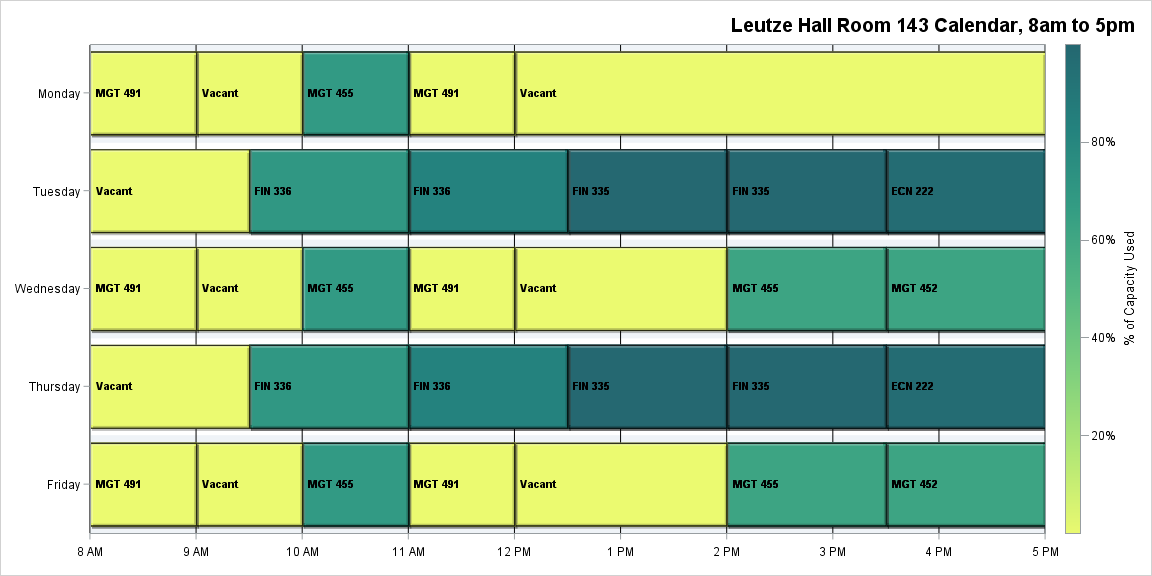 Leutze Hall Room 143 Calendar, 8am to 5pm
Monday
MGT 491
Vacant
MGT 455
MGT 491
Vacant
Tuesday
Vacant
FIN 336
FIN 336
FIN 335
FIN 335
ECN 222
Wednesday
MGT 491
Vacant
MGT 455
MGT 491
Vacant
MGT 455
MGT 452
Thursday
Vacant
FIN 336
FIN 336
FIN 335
FIN 335
ECN 222
Friday
MGT 491
Vacant
MGT 455
MGT 491
Vacant
MGT 455
MGT 452
8 AM
9 AM
10 AM
11 AM
12 PM
1 PM
2 PM
3 PM
4 PM
5 PM
80%
60%
40%
20%
% of Capacity Used